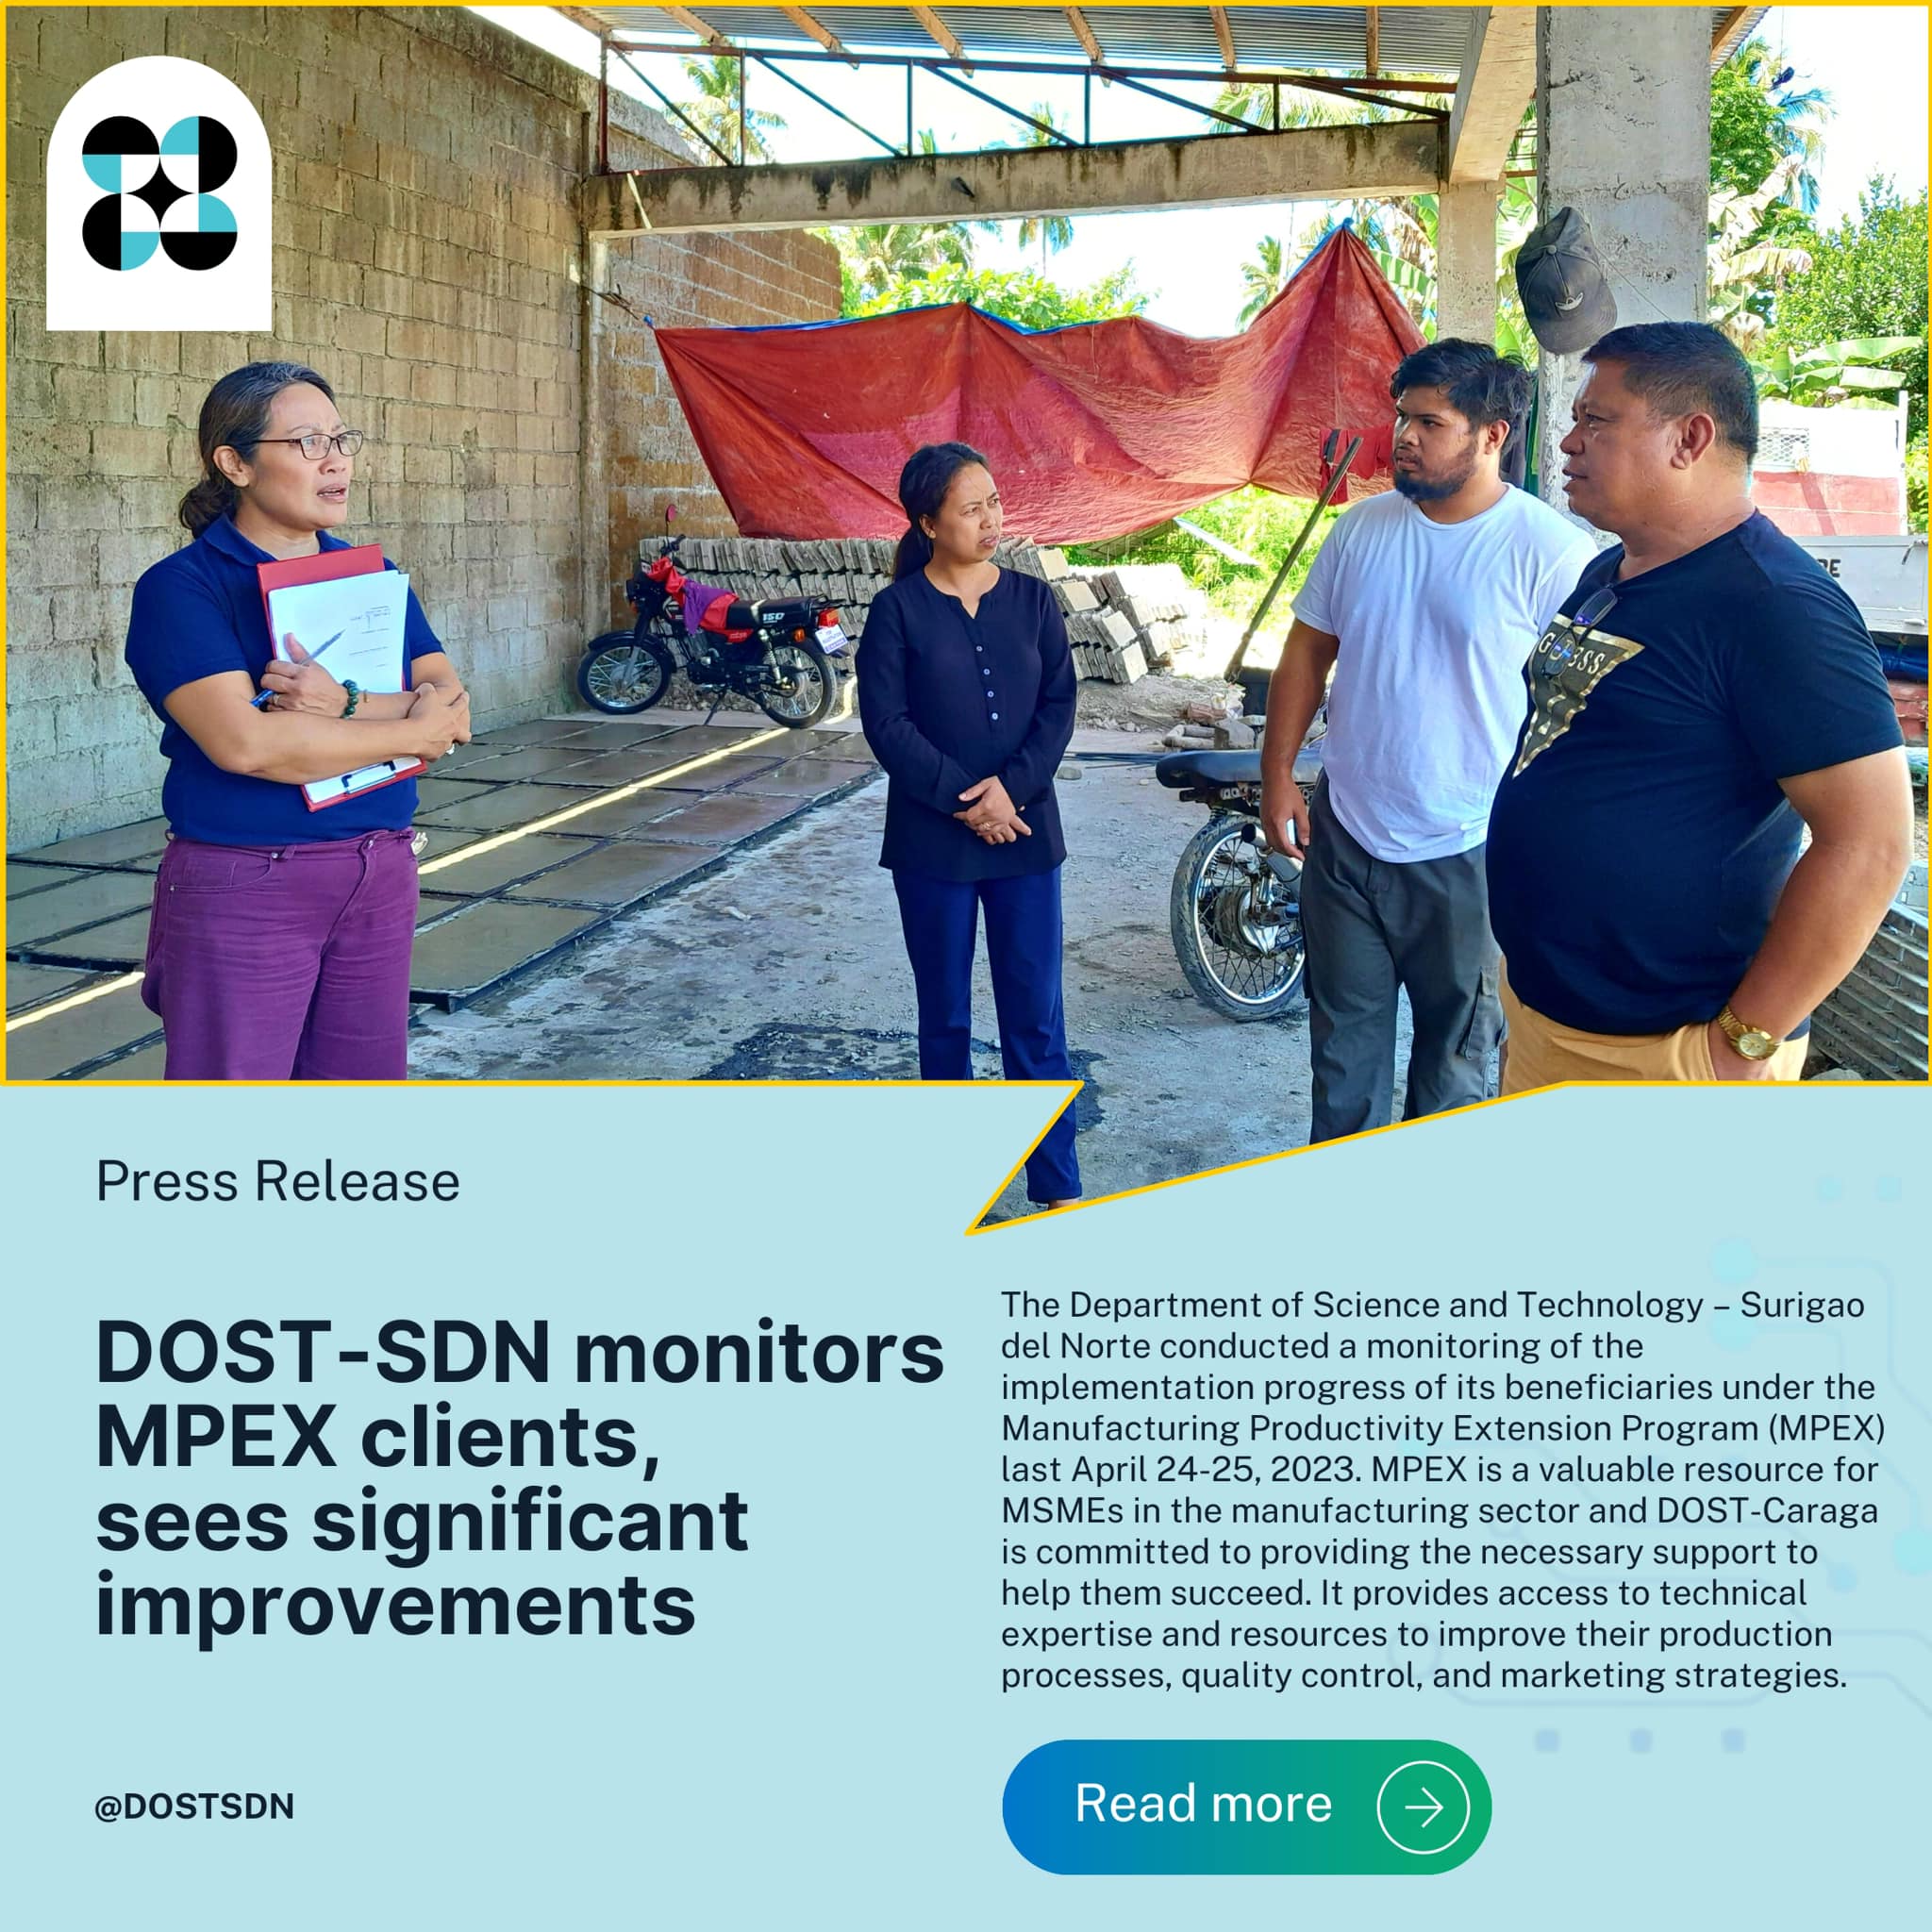 150
GUESS
Press Release
DOST-SDN monitors
MPEX clients,
sees significant
improvements
The Department of Science and Technology – Surigao
del Norte conducted a monitoring of the
implementation progress of its beneficiaries under the
Manufacturing Productivity Extension Program (MPEX)
last April 24-25, 2023. MPEX is a valuable resource for
MSMEs in the manufacturing sector and DOST-Caraga
is committed to providing the necessary support to
help them succeed. It provides access to technical
expertise and resources to improve their production
processes, quality control, and marketing strategies.
Read more
@DOSTSDN